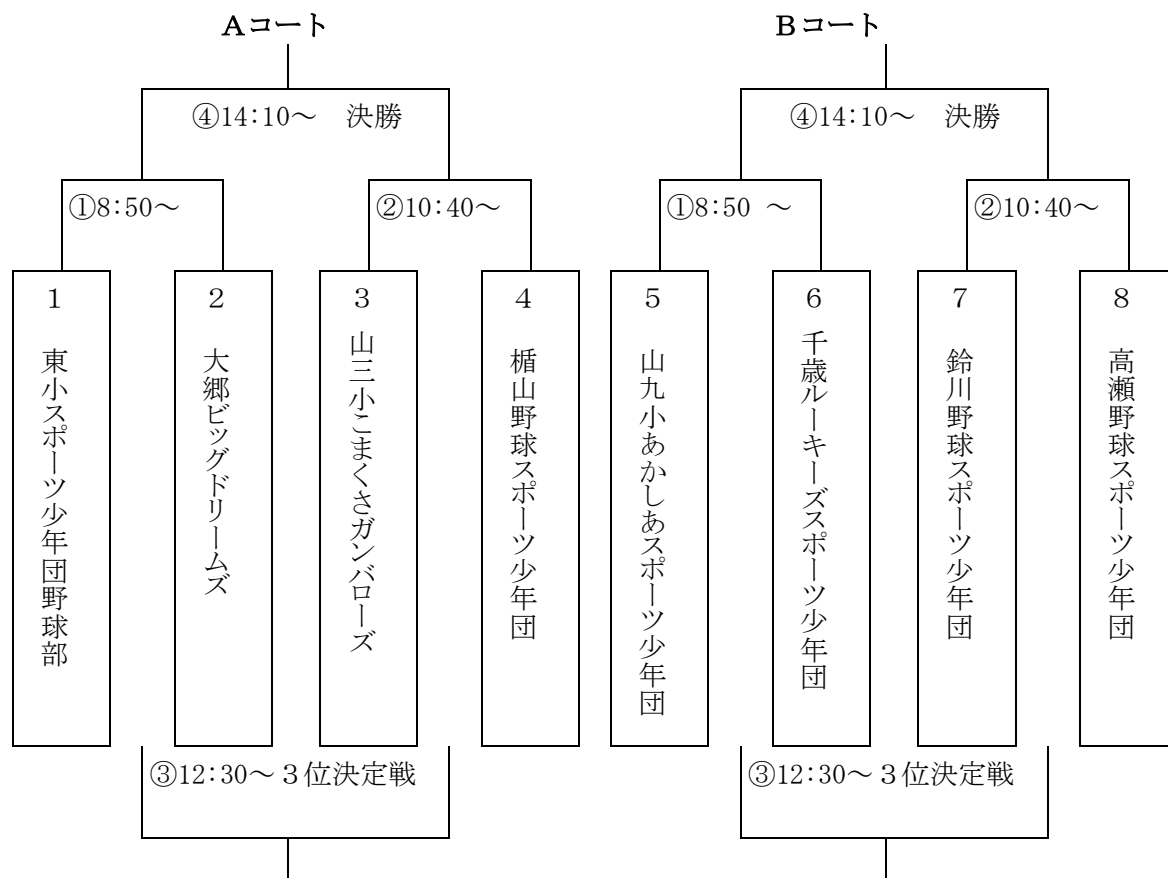 Aコート
④14:10～　決勝
①8:50～
②10:40～
1
東小スポーツ少年団野球部
2
大郷ビッグドリームズ
3
山三小こまくさガンバローズ
4
楯山野球スポーツ少年団
③12:30～３位決定戦
Bコート
④14:10～　決勝
①8:50 ～
②10:40～
5
山九小あかしあスポーツ少年団
6
千歳ルーキーズスポーツ少年団
7
鈴川野球スポーツ少年団
8
高瀬野球スポーツ少年団
③12:30～３位決定戦